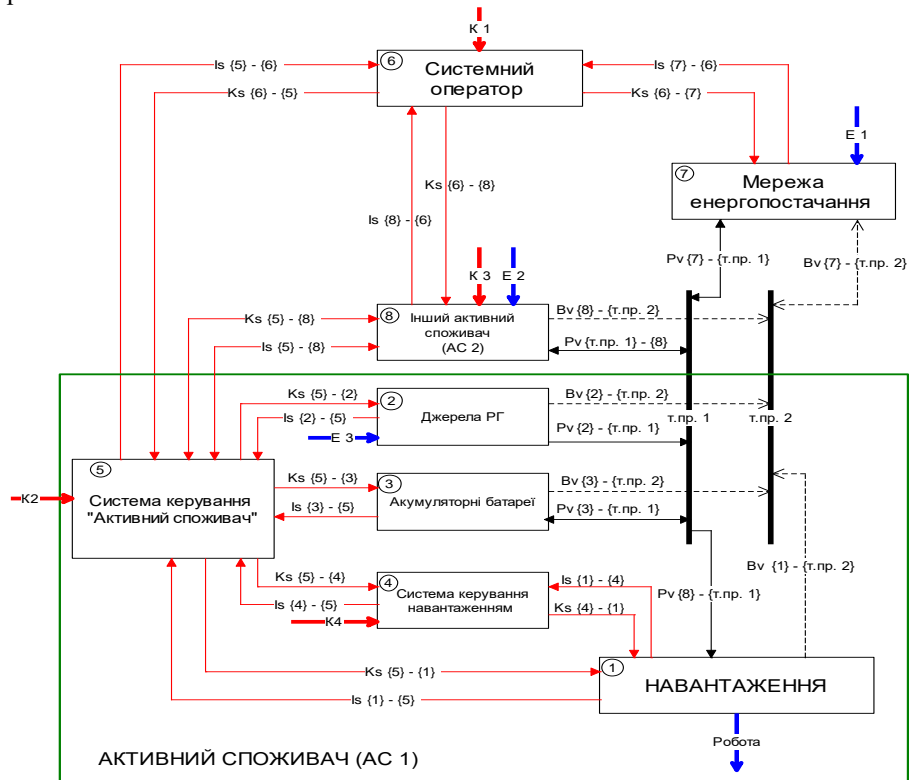 К 1
Is {5} - {6}
6
Системний
оператор
Is {7} - {6}
Ks {6} - {5}
Ks {6} - {7}
E 1
7
Мережа
енергопостачання
Ks {6} - {8}
Is {8} - {6}
Pv {7} - {т.пр. 1}
Bv {7} - {т.пр. 2}
К 3
E 2
Ks {5} - {8}
8
Інший активний
споживач
(АС 2)
Bv {8} - {т.пр. 2}
Is {5} - {8}
Pv {т.пр. 1} - {8}
Ks {5} - {2}
2
Джерела РГ
Bv {2} - {т.пр. 2}
Is {2} - {5}
т.пр. 1
т.пр. 2
E 3
Pv {2} - {т.пр. 1}
5
Система керування
"Активний споживач"
К2
Ks {5} - {3}
3
Акумуляторні батареї
Bv {3} - {т.пр. 2}
Is {3} - {5}
Pv {3} - {т.пр. 1}
Ks {5} - {4}
4
Система керування
навантаженням
Is {1} - {4}
Bv {1} - {т.пр. 2}
Is {4} - {5}
К4
Ks {4} - {1}
Pv {8} - {т.пр. 1}
Ks {5} - {1}
1
НАВАНТАЖЕННЯ
Is {1} - {5}
Робота
АКТИВНИЙ СПОЖИВАЧ (АС 1)